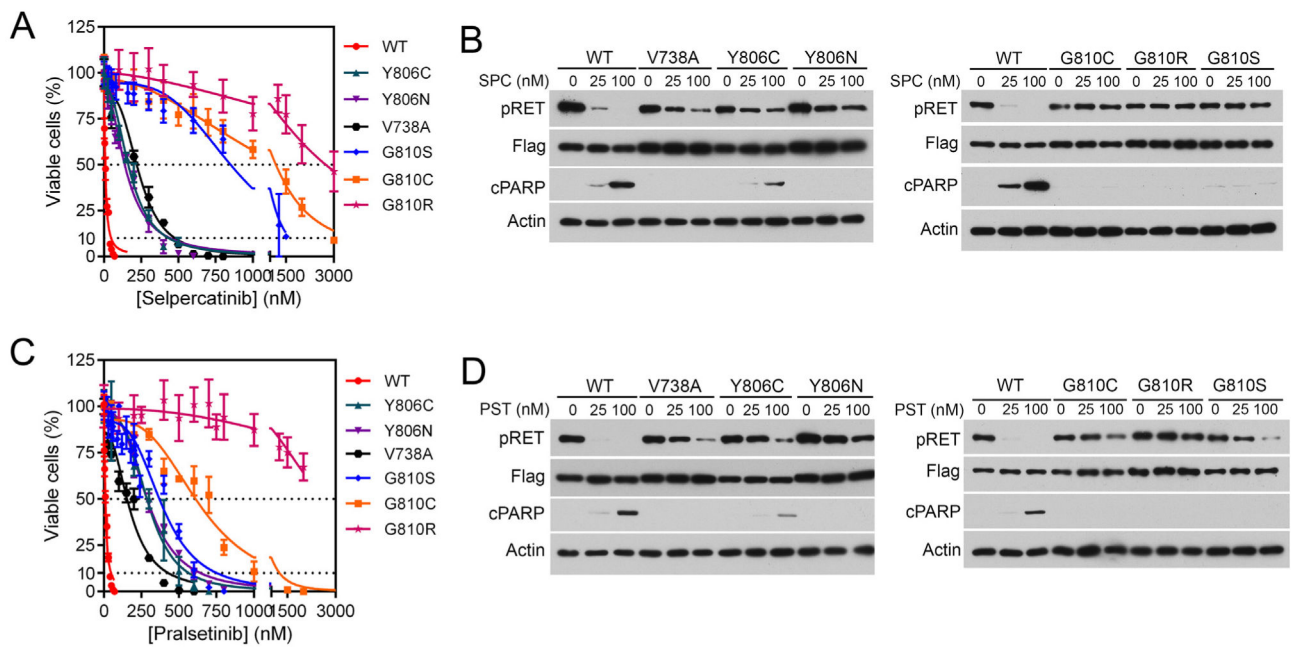 A
Viable cells (%)
125
100
75
50
25
10
0
0 250 500 750 1000 1500 3000
[Selpercatinib] (nM)
WT
Y806C
Y806N
V738A
G810S
G810C
G810R
B
WT V738A Y806C Y806N
SPC (nM) 0 25 100 0 25 100 0 25 100 0 25 100
pRET
Flag
cPARP
Actin
WT G810C G810R G810S
SPC (nM) 0 25 100 0 25 100 0 25 100 0 25 100
pRET
Flag
cPARP
Actin
C
Viable cells (%)
125
100
75
50
25
10
0
0 250 500 750 1000 1500 3000
[Pralsetinib] (nM)
WT
Y806C
Y806N
V738A
G810S
G810C
G810R
D
WT V738A Y806C Y806N
PST (nM) 0 25 100 0 25 100 0 25 100 0 25 100
pRET
Flag
cPARP
Actin
WT G810C G810R G810S
PST (nM) 0 25 100 0 25 100 0 25 100 0 25 100
pRET
Flag
cPARP
Actin